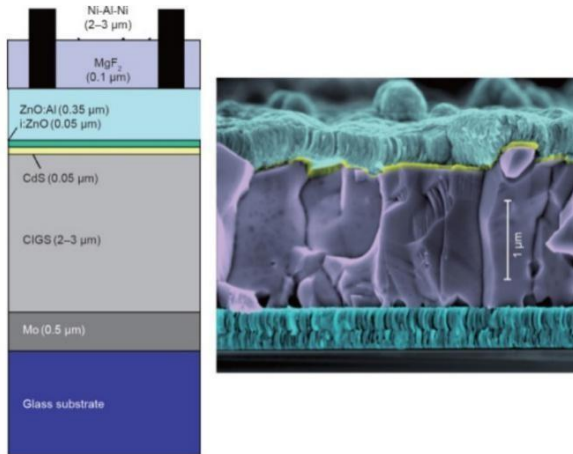 Ni-Al-Ni
(2–3 µm)
MgF₂
(0.1 µm)
ZnO:Al (0.35 µm)
i:ZnO (0.05 µm)
CdS (0.05 µm)
CIGS (2–3 µm)
Mo (0.5 µm)
Glass substrate
1 µm